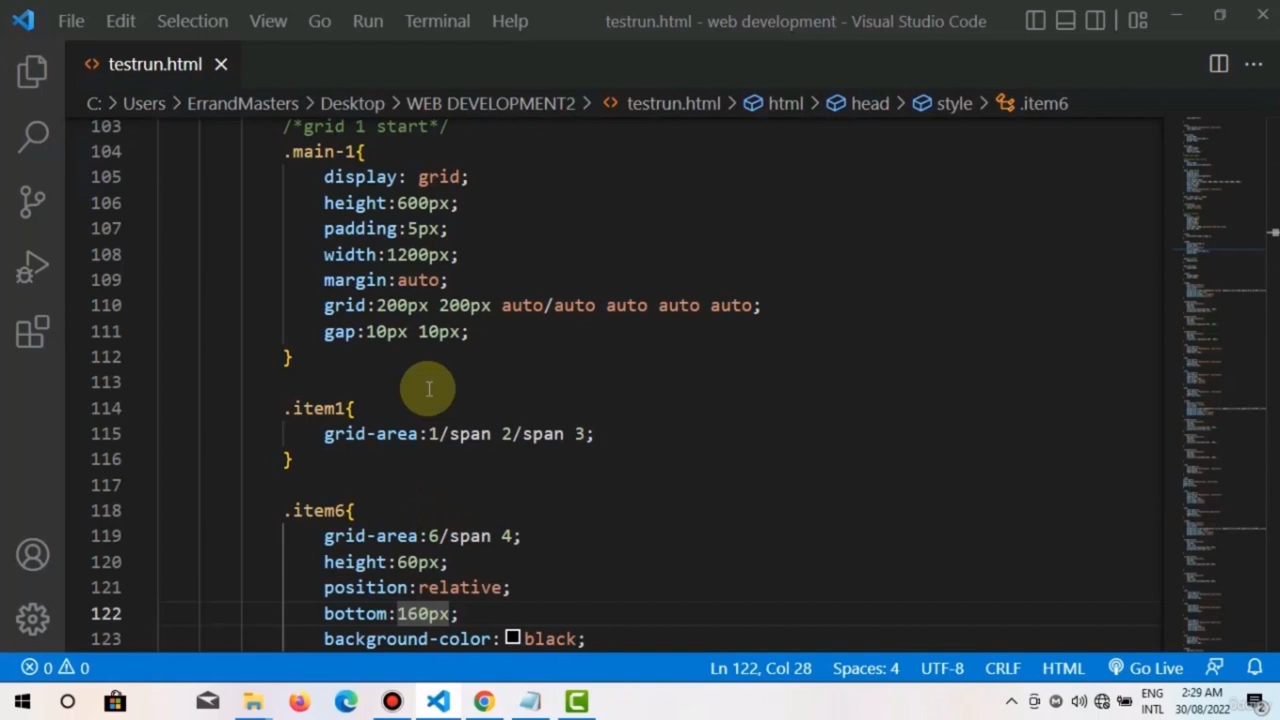 File Edit Selection View Go Run Terminal Help testrun.html - web development - Visual Studio Code
testrun.html
C: > Users > ErrandMasters > Desktop > WEB DEVELOPMENT2 > testrun.html > html > head > style > .item6
103 /*grid 1 start*/
104 .main-1{
105 display: grid;
106 height:600px;
107 padding:5px;
108 width:1200px;
109 margin:auto;
110 grid:200px 200px auto/auto auto auto auto;
111 gap:10px 10px;
112 }
113
114 .item1{
115 grid-area:1/span 2/span 3;
116 }
117
118 .item6{
119 grid-area:6/span 4;
120 height:60px;
121 position:relative;
122 bottom:160px;
123 background-color:black;
0 0 Ln 122, Col 28 Spaces: 4 UTF-8 CRLF HTML Go Live
ENG 2:29 AM
INTL 30/08/2022 2